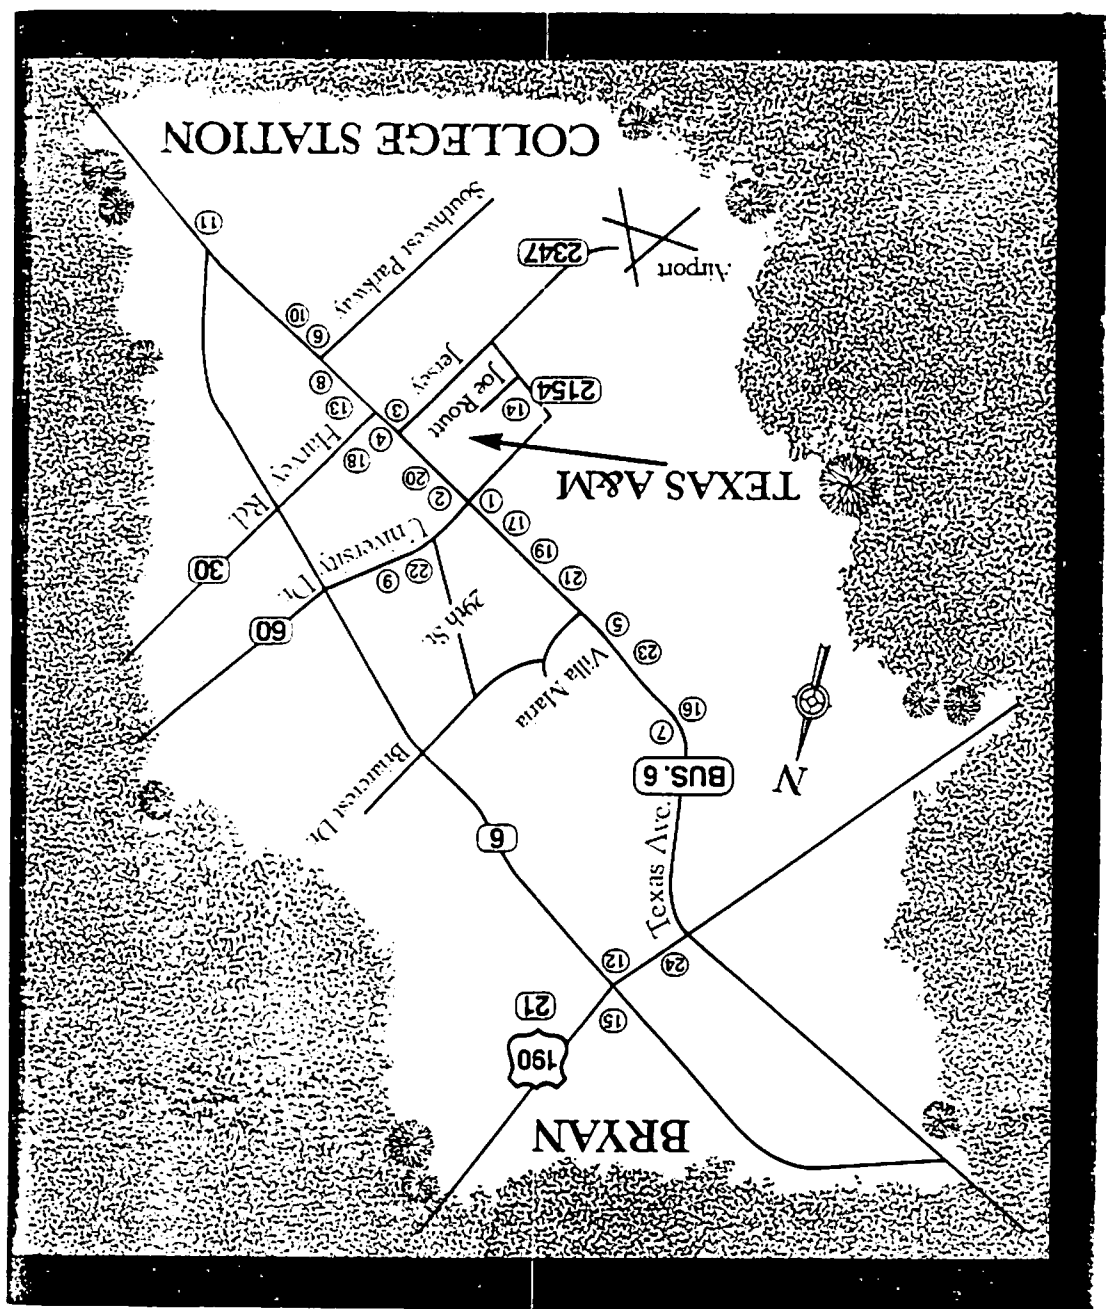 BRYAN
190
21
15
24
12
Texas Ave.
6
Briarcrest Dr.
N
BUS. 6
7
16
Villa Maria
23
5
29th St.
60
University Dr.
22
6
30
21
19
17
1
2
20
TEXAS A&M
Harvey Rd.
18
4
3
13
8
14
2154
Joe Routt
Jersey
9
10
Southwest Parkway
Airport
2347
11
COLLEGE STATION